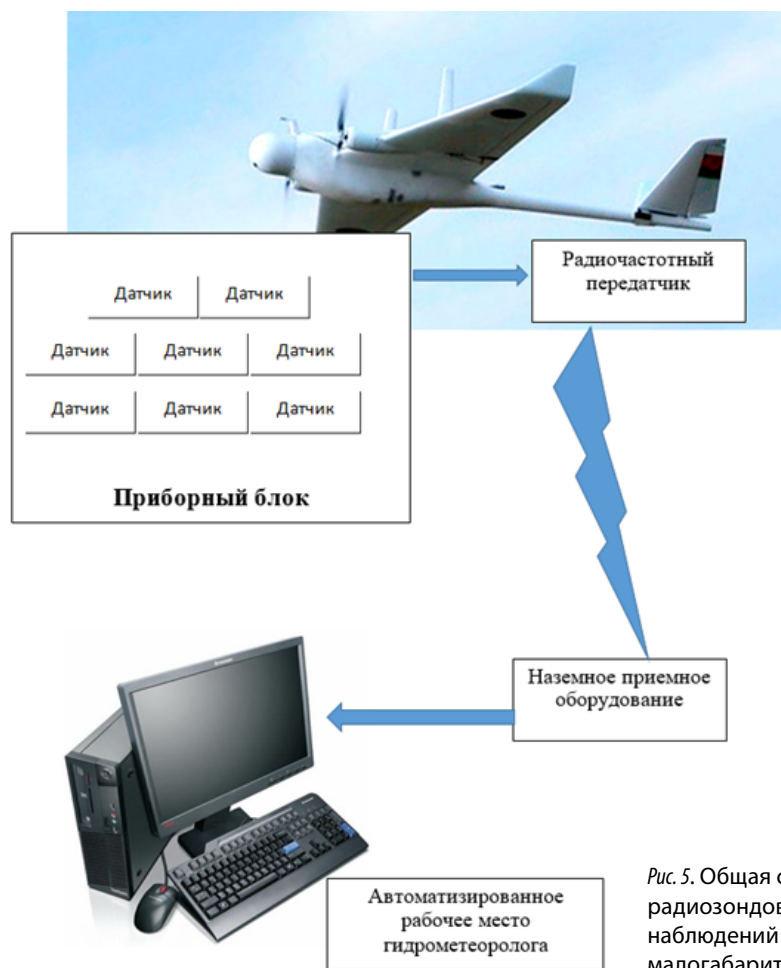 Радиочастотный
передатчик
Датчик Датчик
Датчик Датчик Датчик
Датчик Датчик Датчик
Приборный блок
Наземное приемное
оборудование
Автоматизированное
рабочее место
гидрометеоролога
Рис. 5. Общая
радиозондов
наблюдений
малогабарит